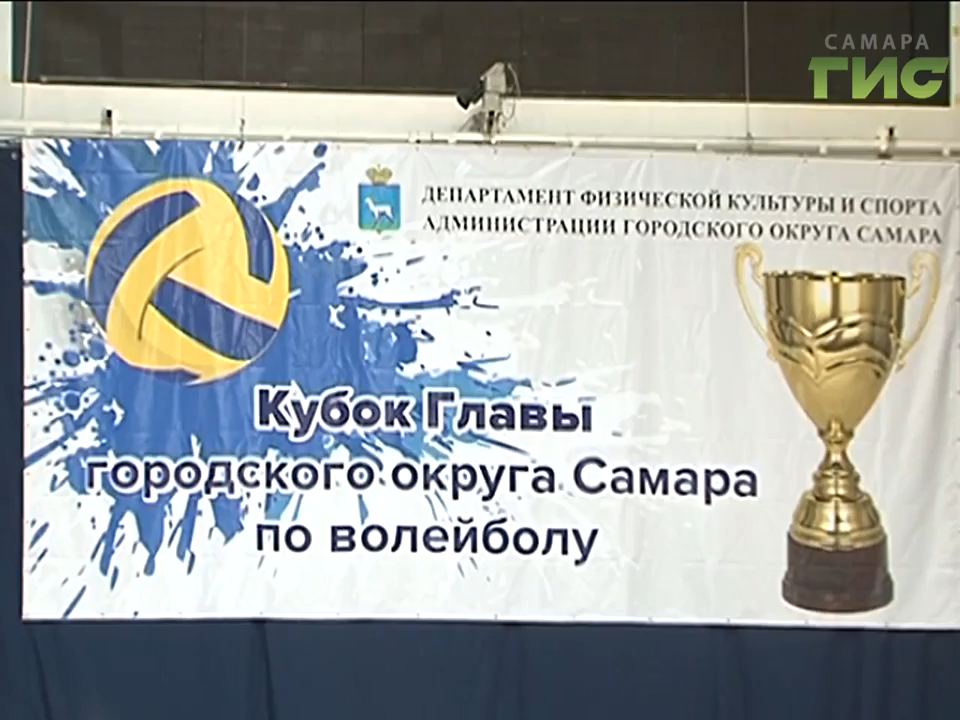 САМАРА
ГИС
ДЕПАРТАМЕНТ ФИЗИЧЕСКОЙ КУЛЬТУРЫ И СПОРТА
АДМИНИСТРАЦИИ ГОРОДСКОГО ОКРУГА САМАРА
Кубок Главы
городского округа Самара
по волейболу